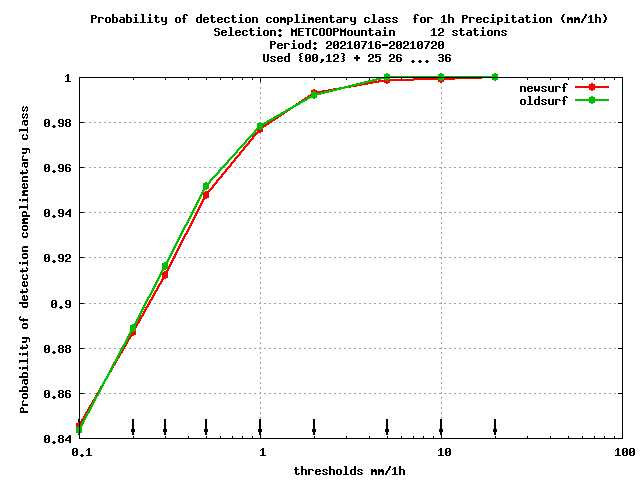 Probability of detection complimentary class  for 1h Precipitation (mm/1h)
Selection: METCOOPMountain     12 stations
Period: 20210716-20210720
Used {00,12} + 25 26 ... 36
newsurf
oldsurf
Probability of detection complimentary class
1
0,98
0,96
0,94
0,92
0,9
0,88
0,86
0,84
0,1
1
10
100
thresholds mm/1h